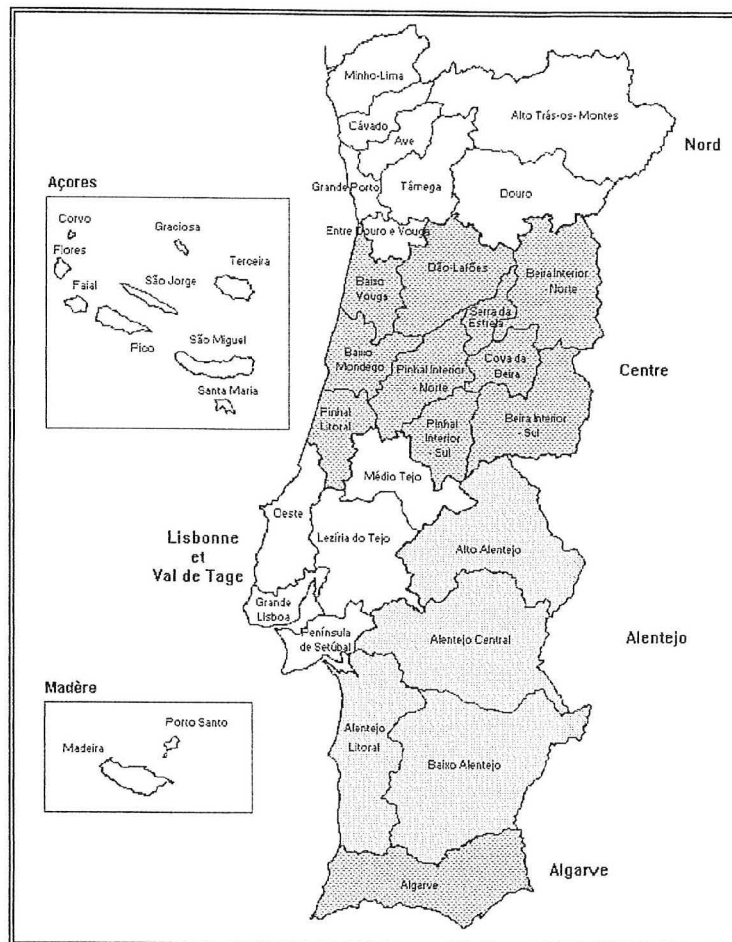 Minho-Lima
Alto Trás-os-Montes
Cávado
Ave
Nord
Grande Porto
Tâmega
Douro
Entre Douro e Vouga
Açores
Corvo
Graciosa
Flores
São Jorge
Terceira
Faial
Pico
São Miguel
Santa Maria
Baixo
Vouga
Dão-Lafões
Beira Interior
- Norte
Serra da
Estrela
Baixo
Mondego
Pinhal Interior
- Norte
Cova da
Beira
Centre
Pinhal
Litoral
Pinhal
Interior
- Sul
Beira Interior -
Sul
Médio Tejo
Oeste
Lezíria do Tejo
Lisbonne
et
Val de Tage
Alto Alentejo
Grande
Lisboa
Península
de Setúbal
Alentejo Central
Alentejo
Madère
Porto Santo
Madeira
Alentejo
Litoral
Baixo Alentejo
Algarve
Algarve